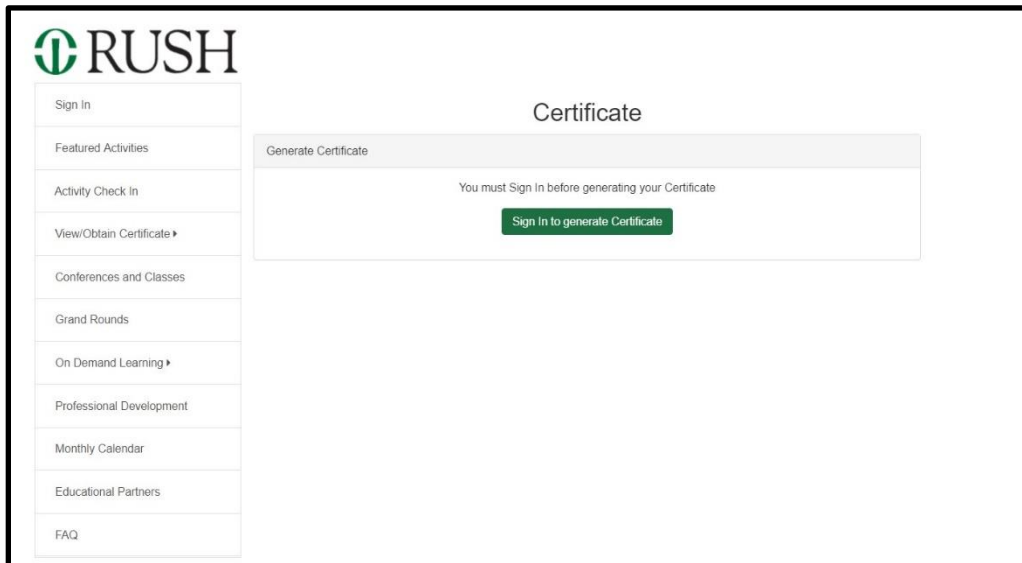 RUSH
Sign In
Featured Activities
Activity Check In
View/Obtain Certificate
Conferences and Classes
Grand Rounds
On Demand Learning
Professional Development
Monthly Calendar
Educational Partners
FAQ
Certificate
Generate Certificate
You must Sign In before generating your Certificate
Sign In to generate Certificate